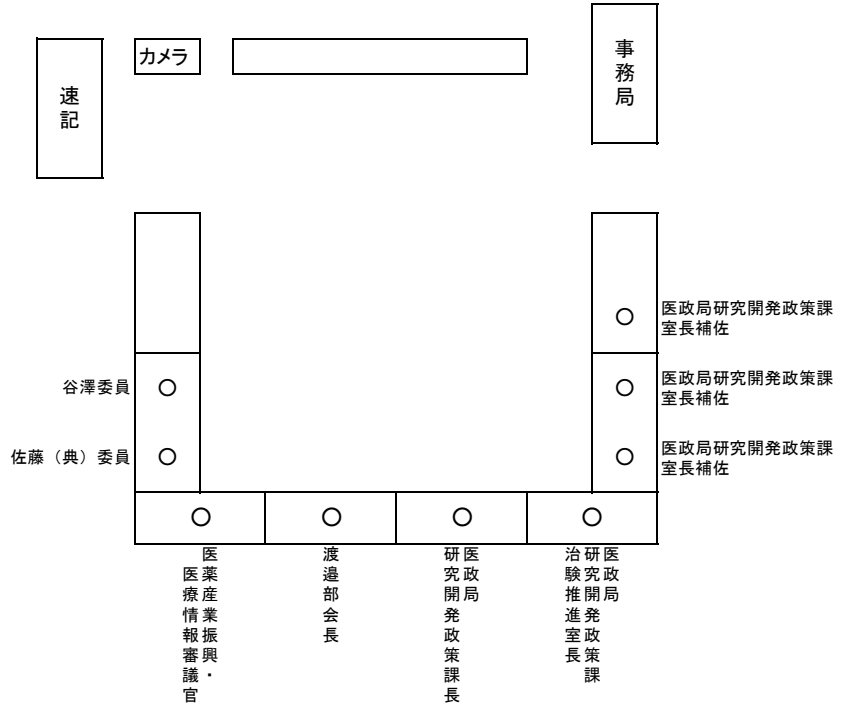 カメラ
事務局
速記
医政局研究開発政策課
室長補佐
谷澤委員
医政局研究開発政策課
室長補佐
佐藤（典）委員
医政局研究開発政策課
室長補佐
医薬産業振興・
医療情報審議官
渡邉部会長
医政局
研究開発政策課長
医政局
研究開発政策課
治験推進室長